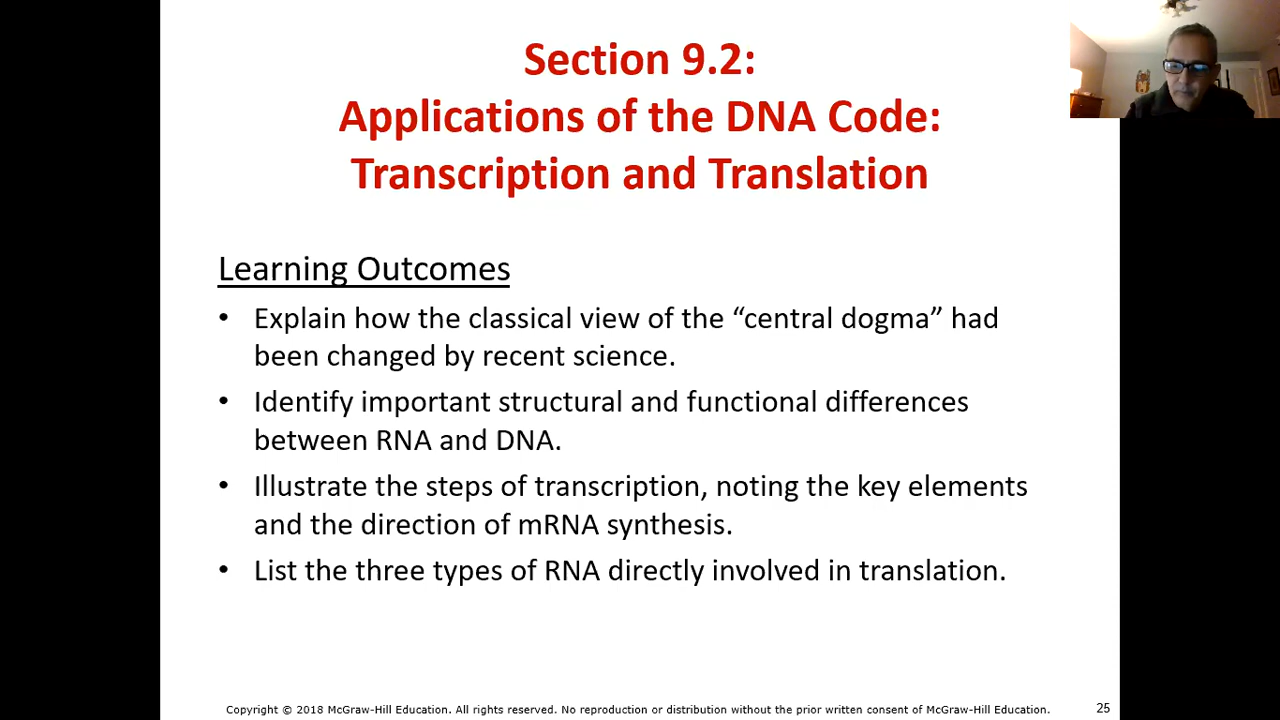 Section 9.2:
Applications of the DNA Code:
Transcription and Translation
Learning Outcomes
• Explain how the classical view of the “central dogma” had
been changed by recent science.
• Identify important structural and functional differences
between RNA and DNA.
• Illustrate the steps of transcription, noting the key elements
and the direction of mRNA synthesis.
• List the three types of RNA directly involved in translation.
Copyright © 2018 McGraw-Hill Education. All rights reserved. No reproduction or distribution without the prior written consent of McGraw-Hill Education.
25